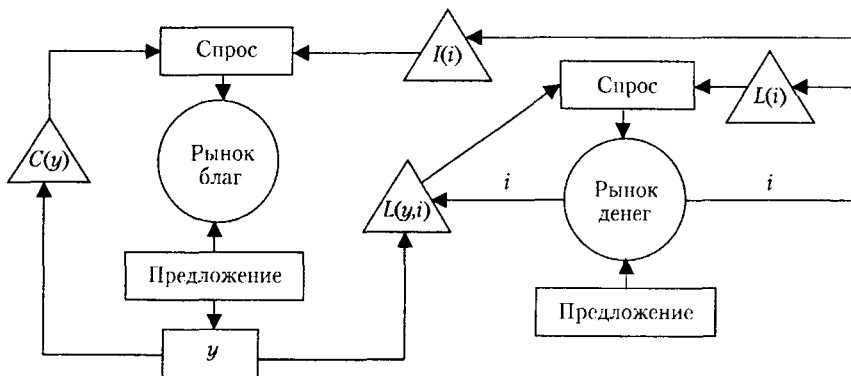 Спрос
I(i)
Спрос
L(i)
C(y)
Рынок
благ
L(y,i)
i
Рынок
денег
i
Предложение
Предложение
y